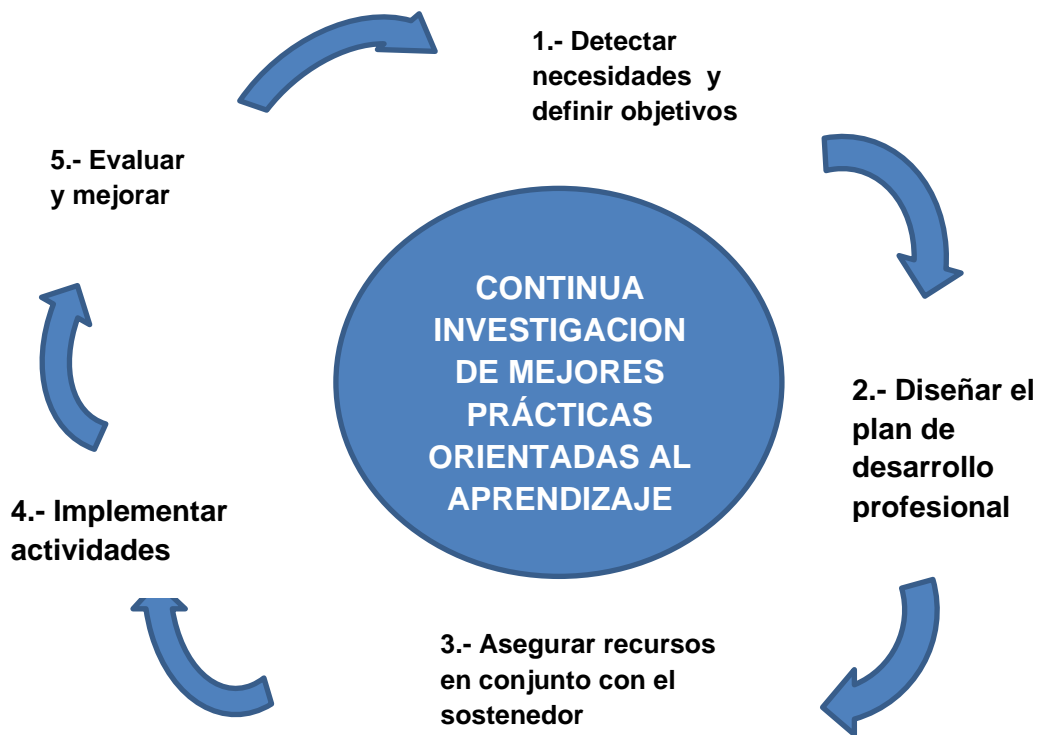 1.- Detectar
necesidades y
definir objetivos
5.- Evaluar
y mejorar
CONTINUA
INVESTIGACION
DE MEJORES
PRÁCTICAS
ORIENTADAS AL
APRENDIZAJE
2.- Diseñar el
plan de
desarrollo
profesional
4.- Implementar
actividades
3.- Asegurar recursos
en conjunto con el
sostenedor